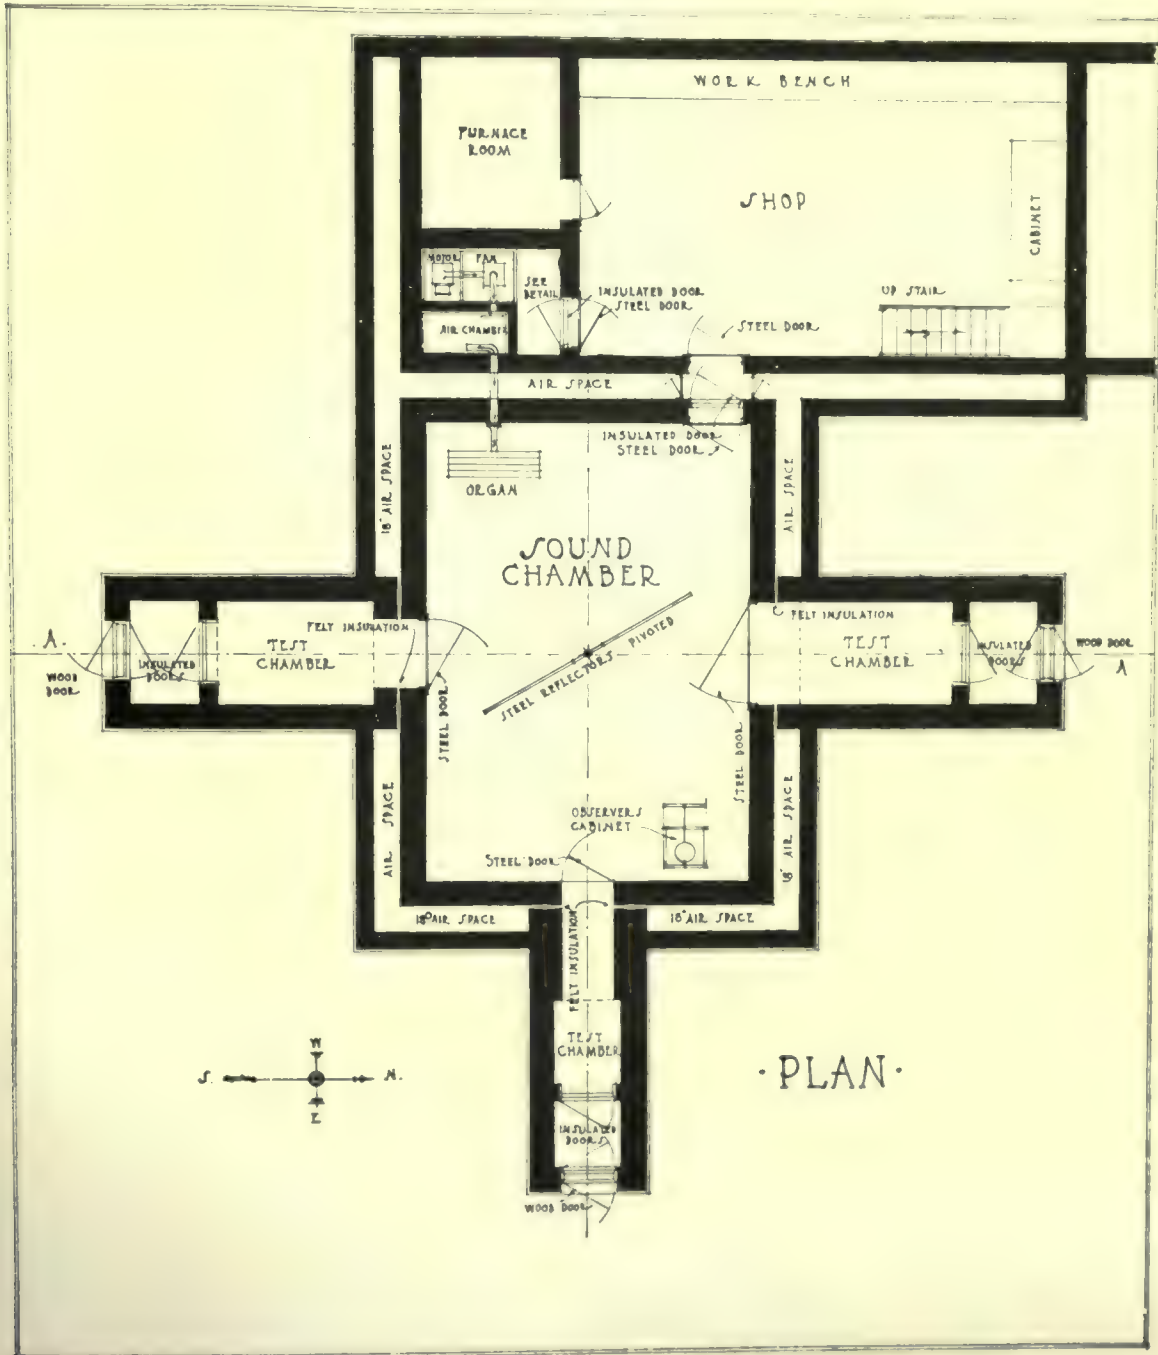 WORK BENCH
FURNACE
ROOM
SHOP
CABINET
MOTOR
FAN
SEE
DETAIL
INSULATED DOOR
STEEL DOOR
UP STAIR
AIR CHAMBER
STEEL DOOR
AIR SPACE
INSULATED DOOR
STEEL DOOR
18" AIR SPACE
ORGAN
AIR SPACE
SOUND
CHAMBER
A.
FELT INSULATION
TEST
CHAMBER
INSULATED
DOORS
WOOD
DOOR
STEEL REFLECTORS PIVOTED
FELT INSULATION
TEST
CHAMBER
INSULATED
DOORS
WOOD DOOR
A
STEEL DOOR
STEEL DOOR
AIR SPACE
OBSERVERS
CABINET
18" AIR SPACE
STEEL DOOR
18" AIR SPACE
18" AIR SPACE
FELT INSULATION
TEST
CHAMBER
W
S.
N.
E
·PLAN·
INSULATED
DOORS
WOOD DOOR